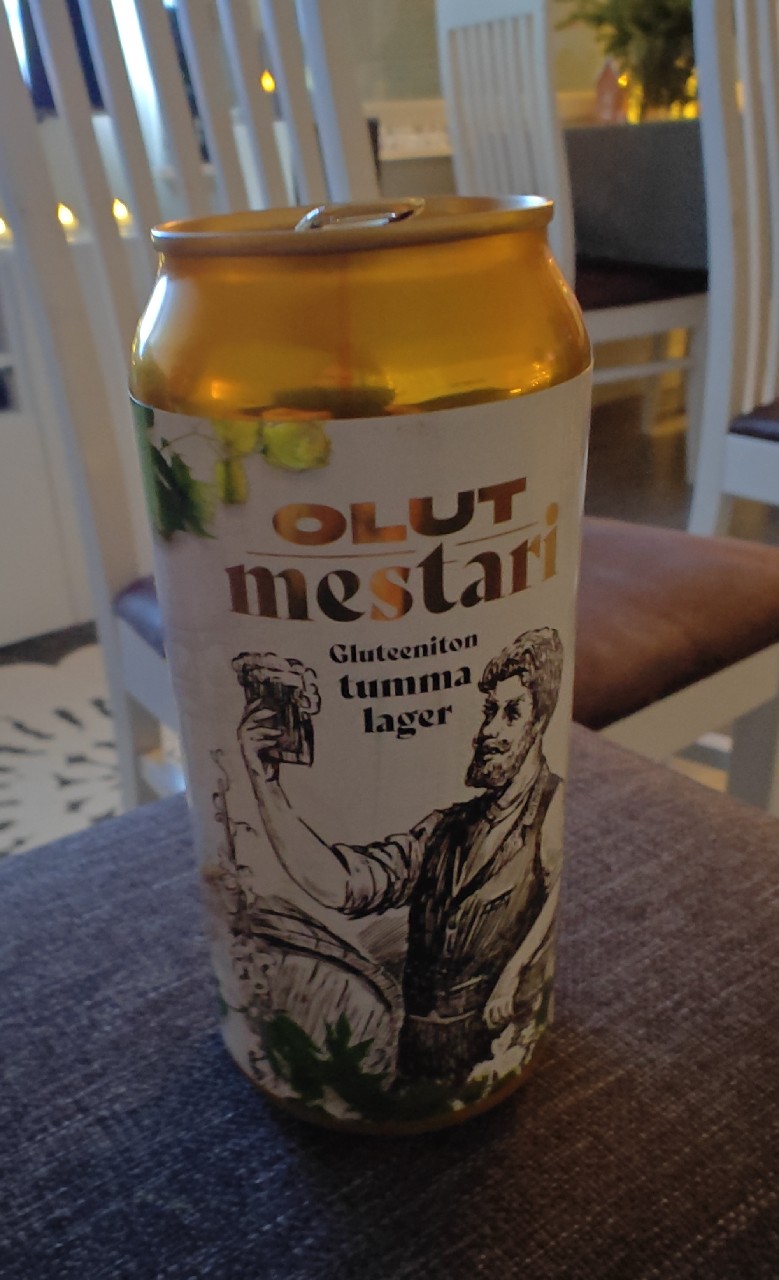 OLUT
mestari
Gluteeniton
tumma
lager